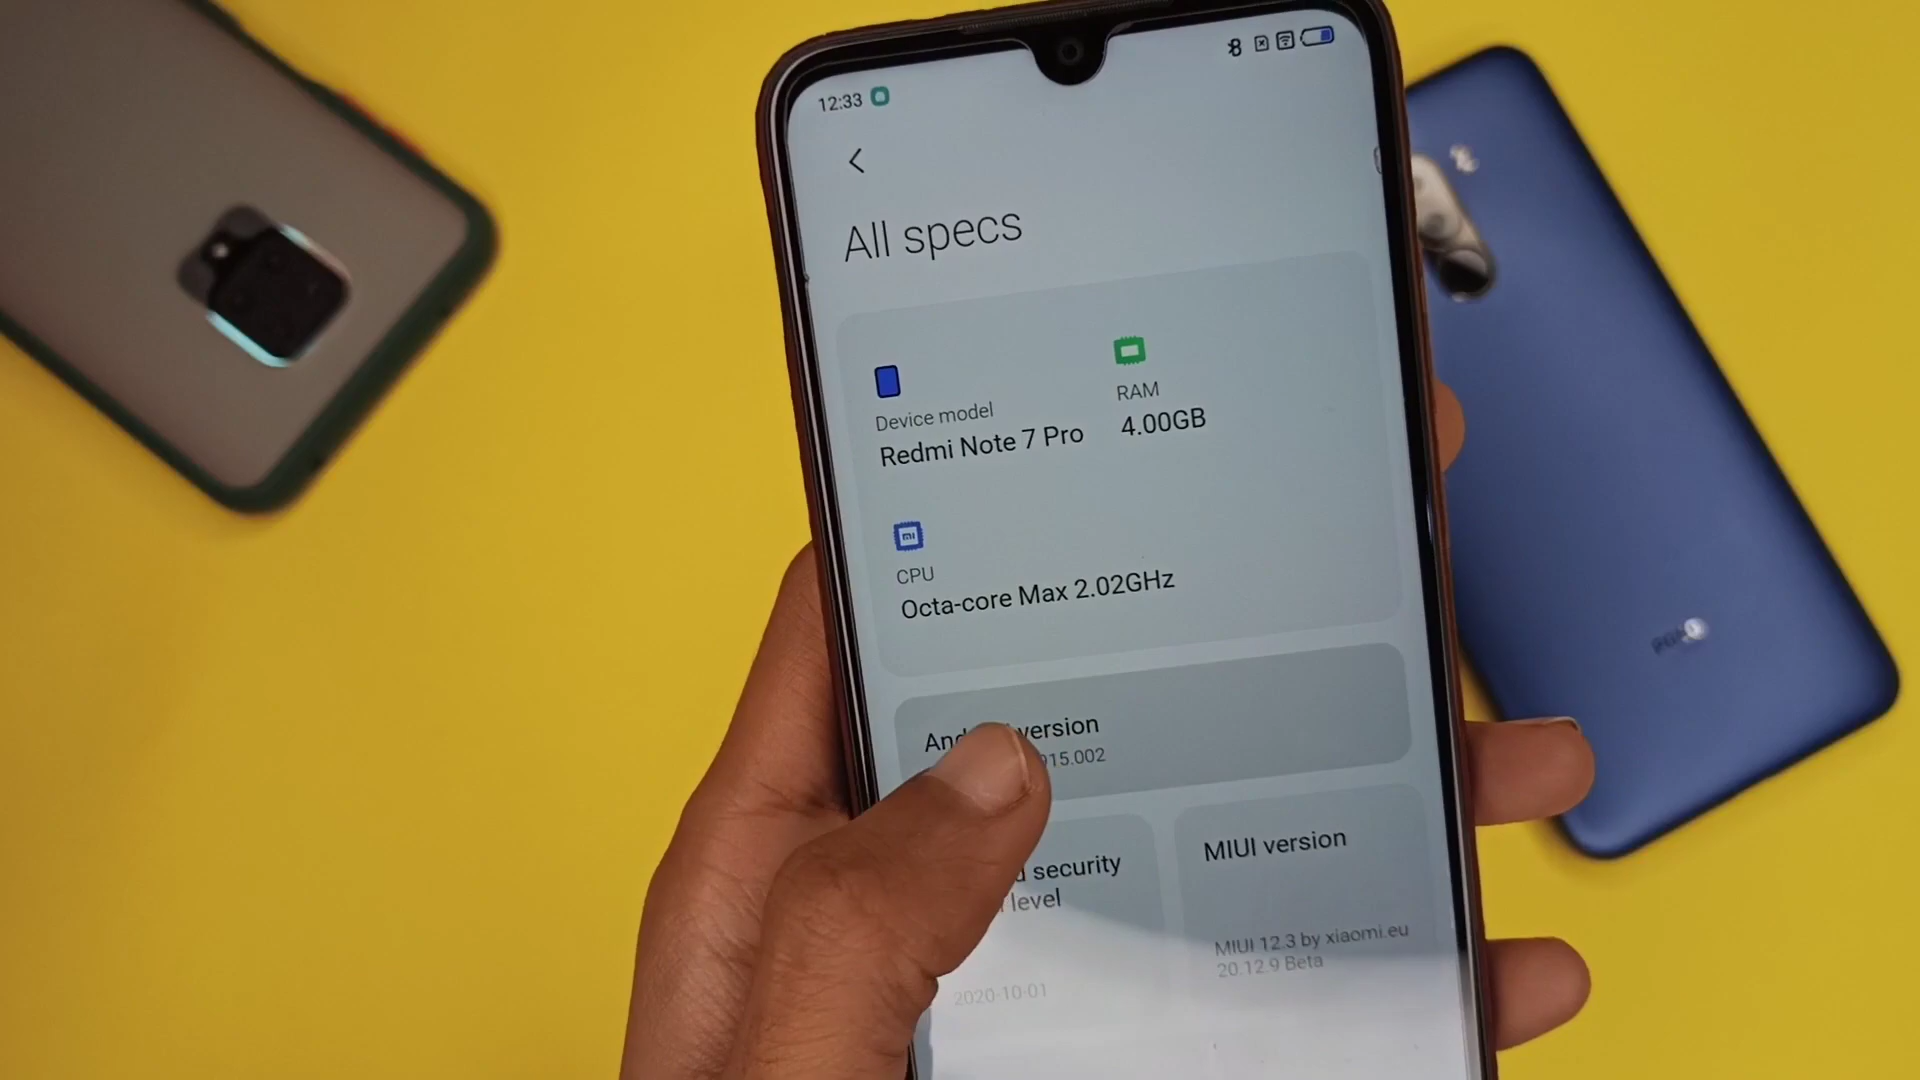 12:33
All specs
Device model
Redmi Note 7 Pro
RAM
4.00GB
mi
CPU
Octa-core Max 2.02GHz
version
915.002
security
level
2020-10-01
MIUI version
MIUI 12.3 by xiaomi.eu
20.12.9 Beta